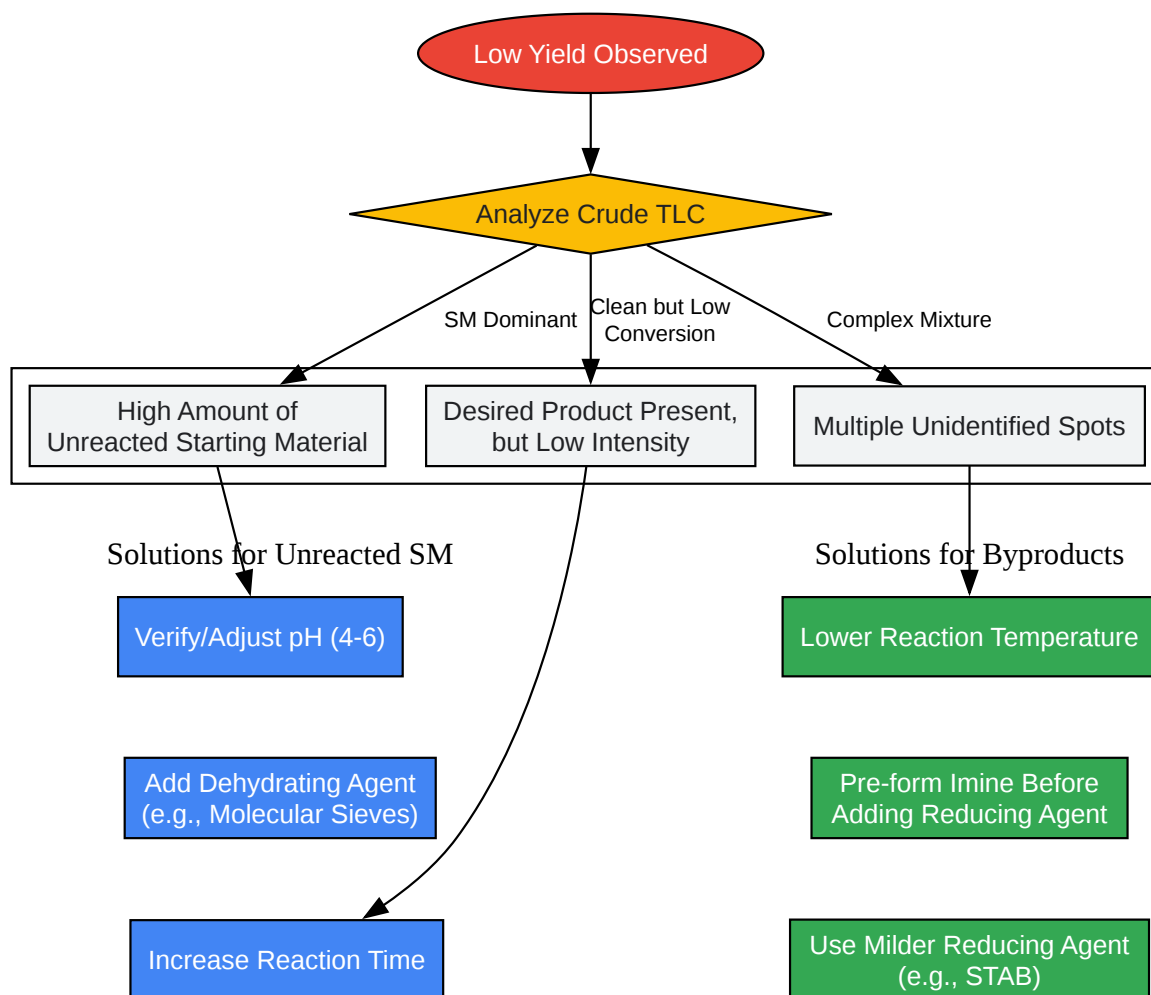 Low Yield Observed
Analyze Crude TLC
SM Dominant
Clean but Low
Conversion
Complex Mixture
High Amount of
Unreacted Starting Material
Desired Product Present,
but Low Intensity
Multiple Unidentified Spots
Solutions for Unreacted SM
Solutions for Byproducts
Verify/Adjust pH (4-6)
Lower Reaction Temperature
Add Dehydrating Agent
(e.g., Molecular Sieves)
Pre-form Imine Before
Adding Reducing Agent
Increase Reaction Time
Use Milder Reducing Agent
(e.g., STAB)